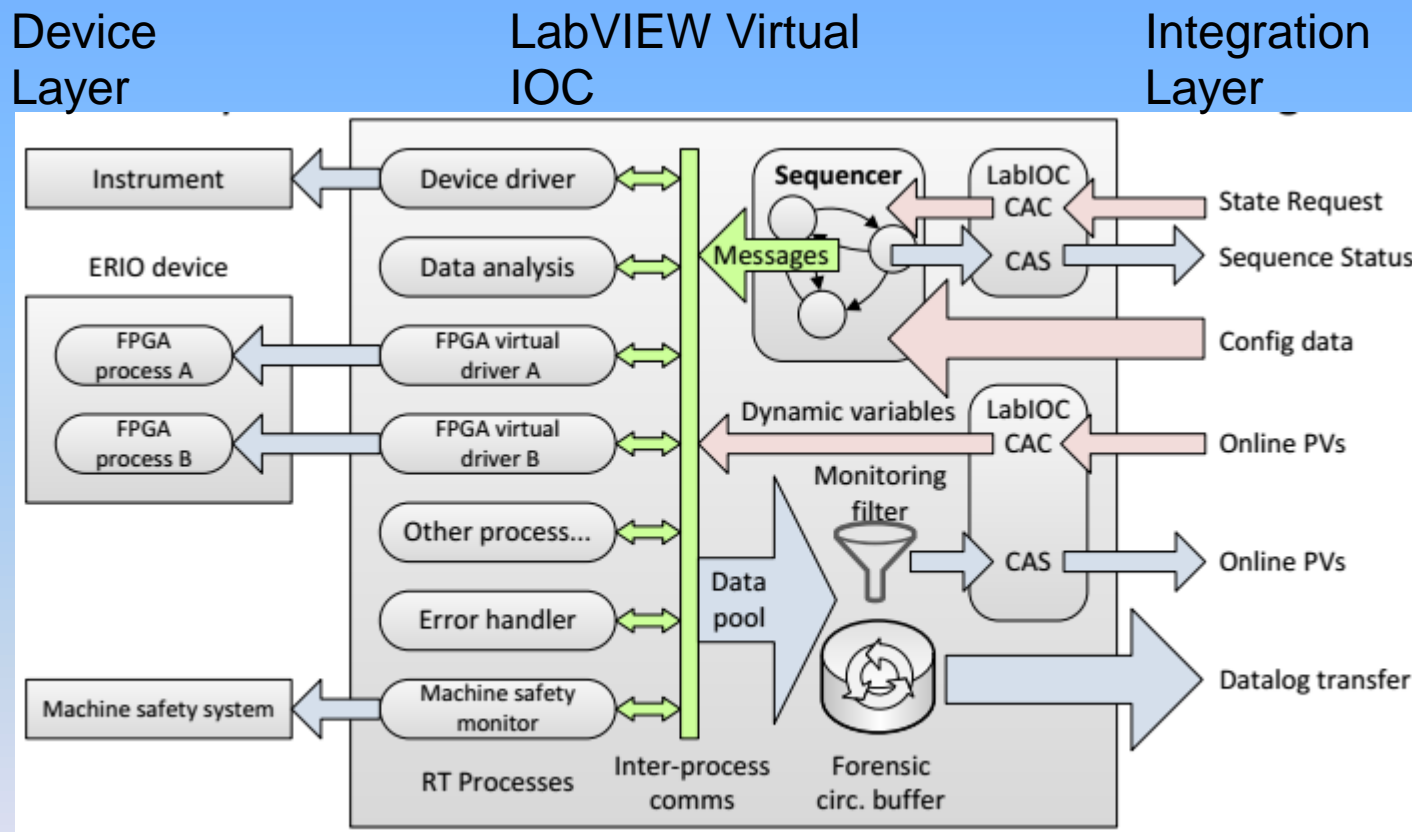 Device
Layer
LabVIEW Virtual
IOC
Integration
Layer
Instrument
ERIO device
FPGA
process A
FPGA
process B
Machine safety system
Device driver
Data analysis
FPGA virtual
driver A
FPGA virtual
driver B
Other process...
Error handler
Machine safety
monitor
RT Processes
Inter-process
comms
Sequencer
Messages
LabIOC
CAC
CAS
Dynamic variables
LabIOC
CAC
CAS
Monitoring
filter
Data
pool
Forensic
circ. buffer
State Request
Sequence Status
Config data
Online PVs
Online PVs
Datalog transfer